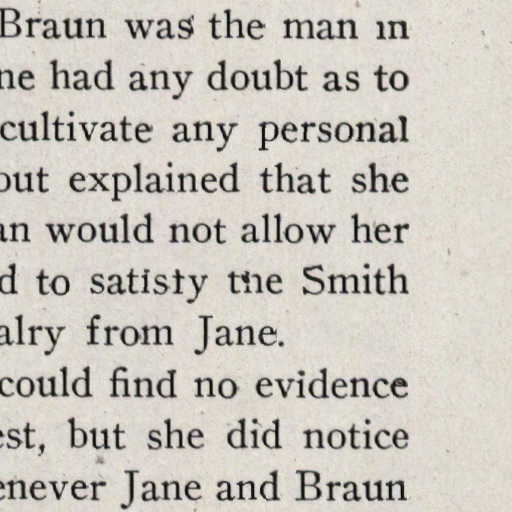 Braun was the man in
ne had any doubt as to
cultivate any personal
out explained that she
an would not allow her
d to satisfy the Smith
alry from Jane.
could find no evidence
est, but she did notice
enever Jane and Braun